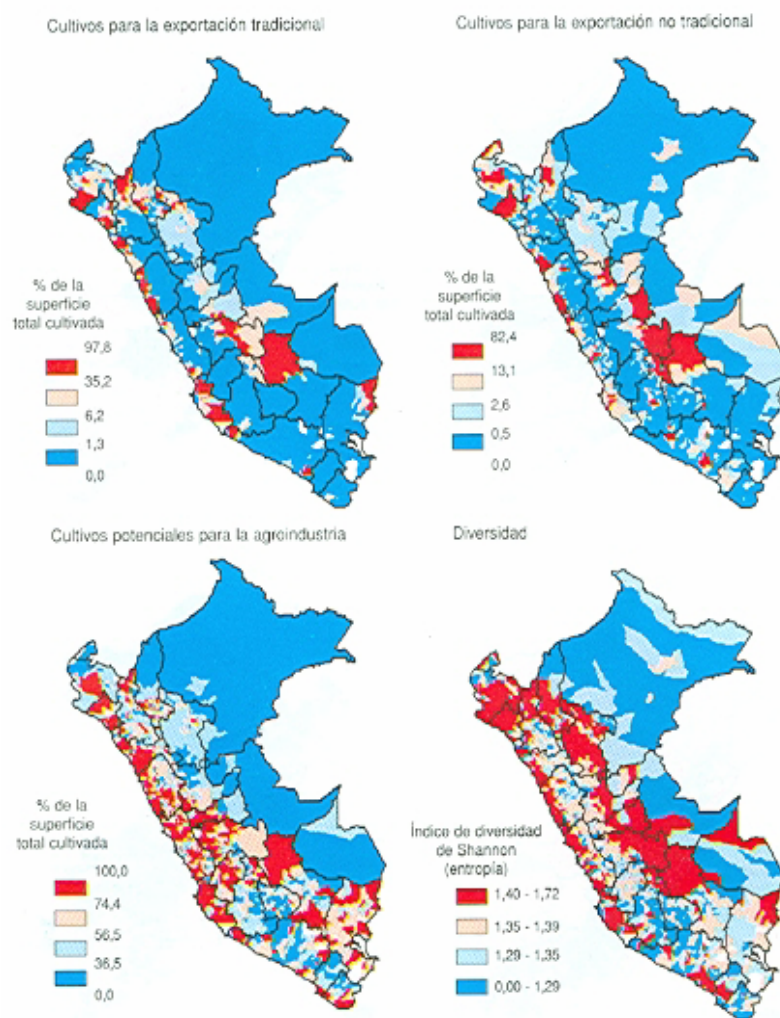 Cultivos para la exportación tradicional
% de la
superficie
total cultivada
97,8
35,2
6,2
1,3
0,0
Cultivos para la exportación no tradicional
% de la
superficie
total cultivada
82,4
13,1
2,6
0,5
0,0
Cultivos potenciales para la agroindustria
% de la
superficie
total cultivada
100,0
74,4
56,5
36,5
0,0
Diversidad
Índice de diversidad
de Shannon
(entropía)
1,40 - 1,72
1,35 - 1,39
1,29 - 1,35
0,00 - 1,29